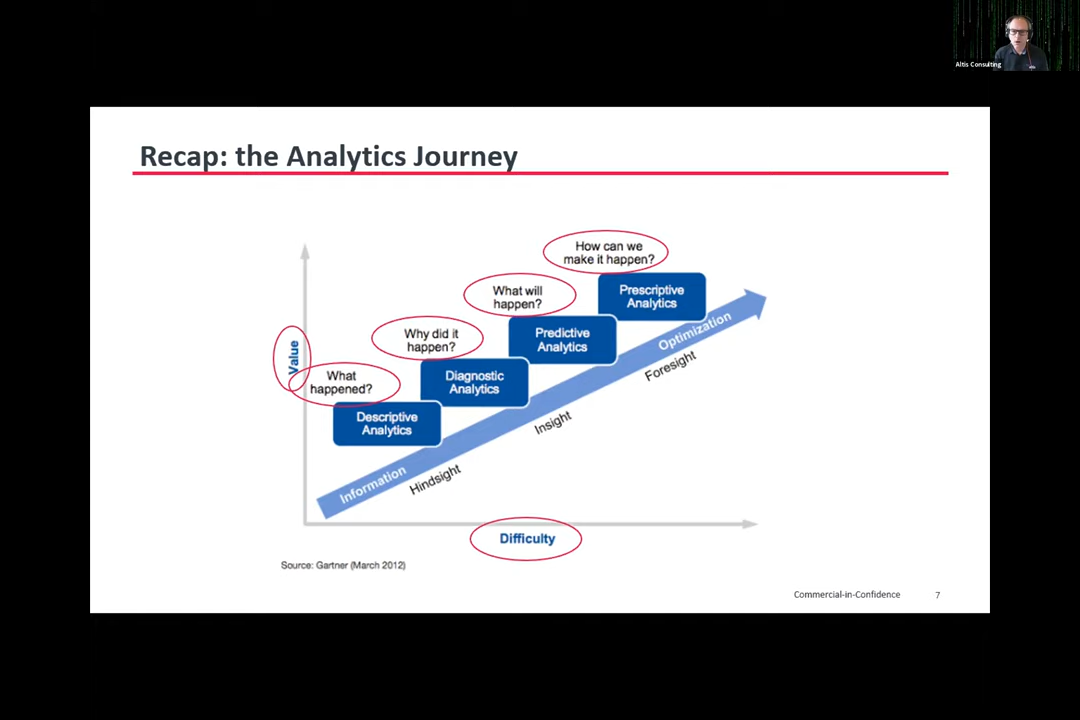 Altis Consulting
Recap: the Analytics Journey
How can we
make it happen?
Prescriptive
Analytics
What will
happen?
Predictive
Analytics
Why did it
happen?
Diagnostic
Analytics
What
happened?
Descriptive
Analytics
Value
Information
Optimization
Hindsight
Insight
Foresight
Difficulty
Source: Gartner (March 2012)
Commercial-in-Confidence
7